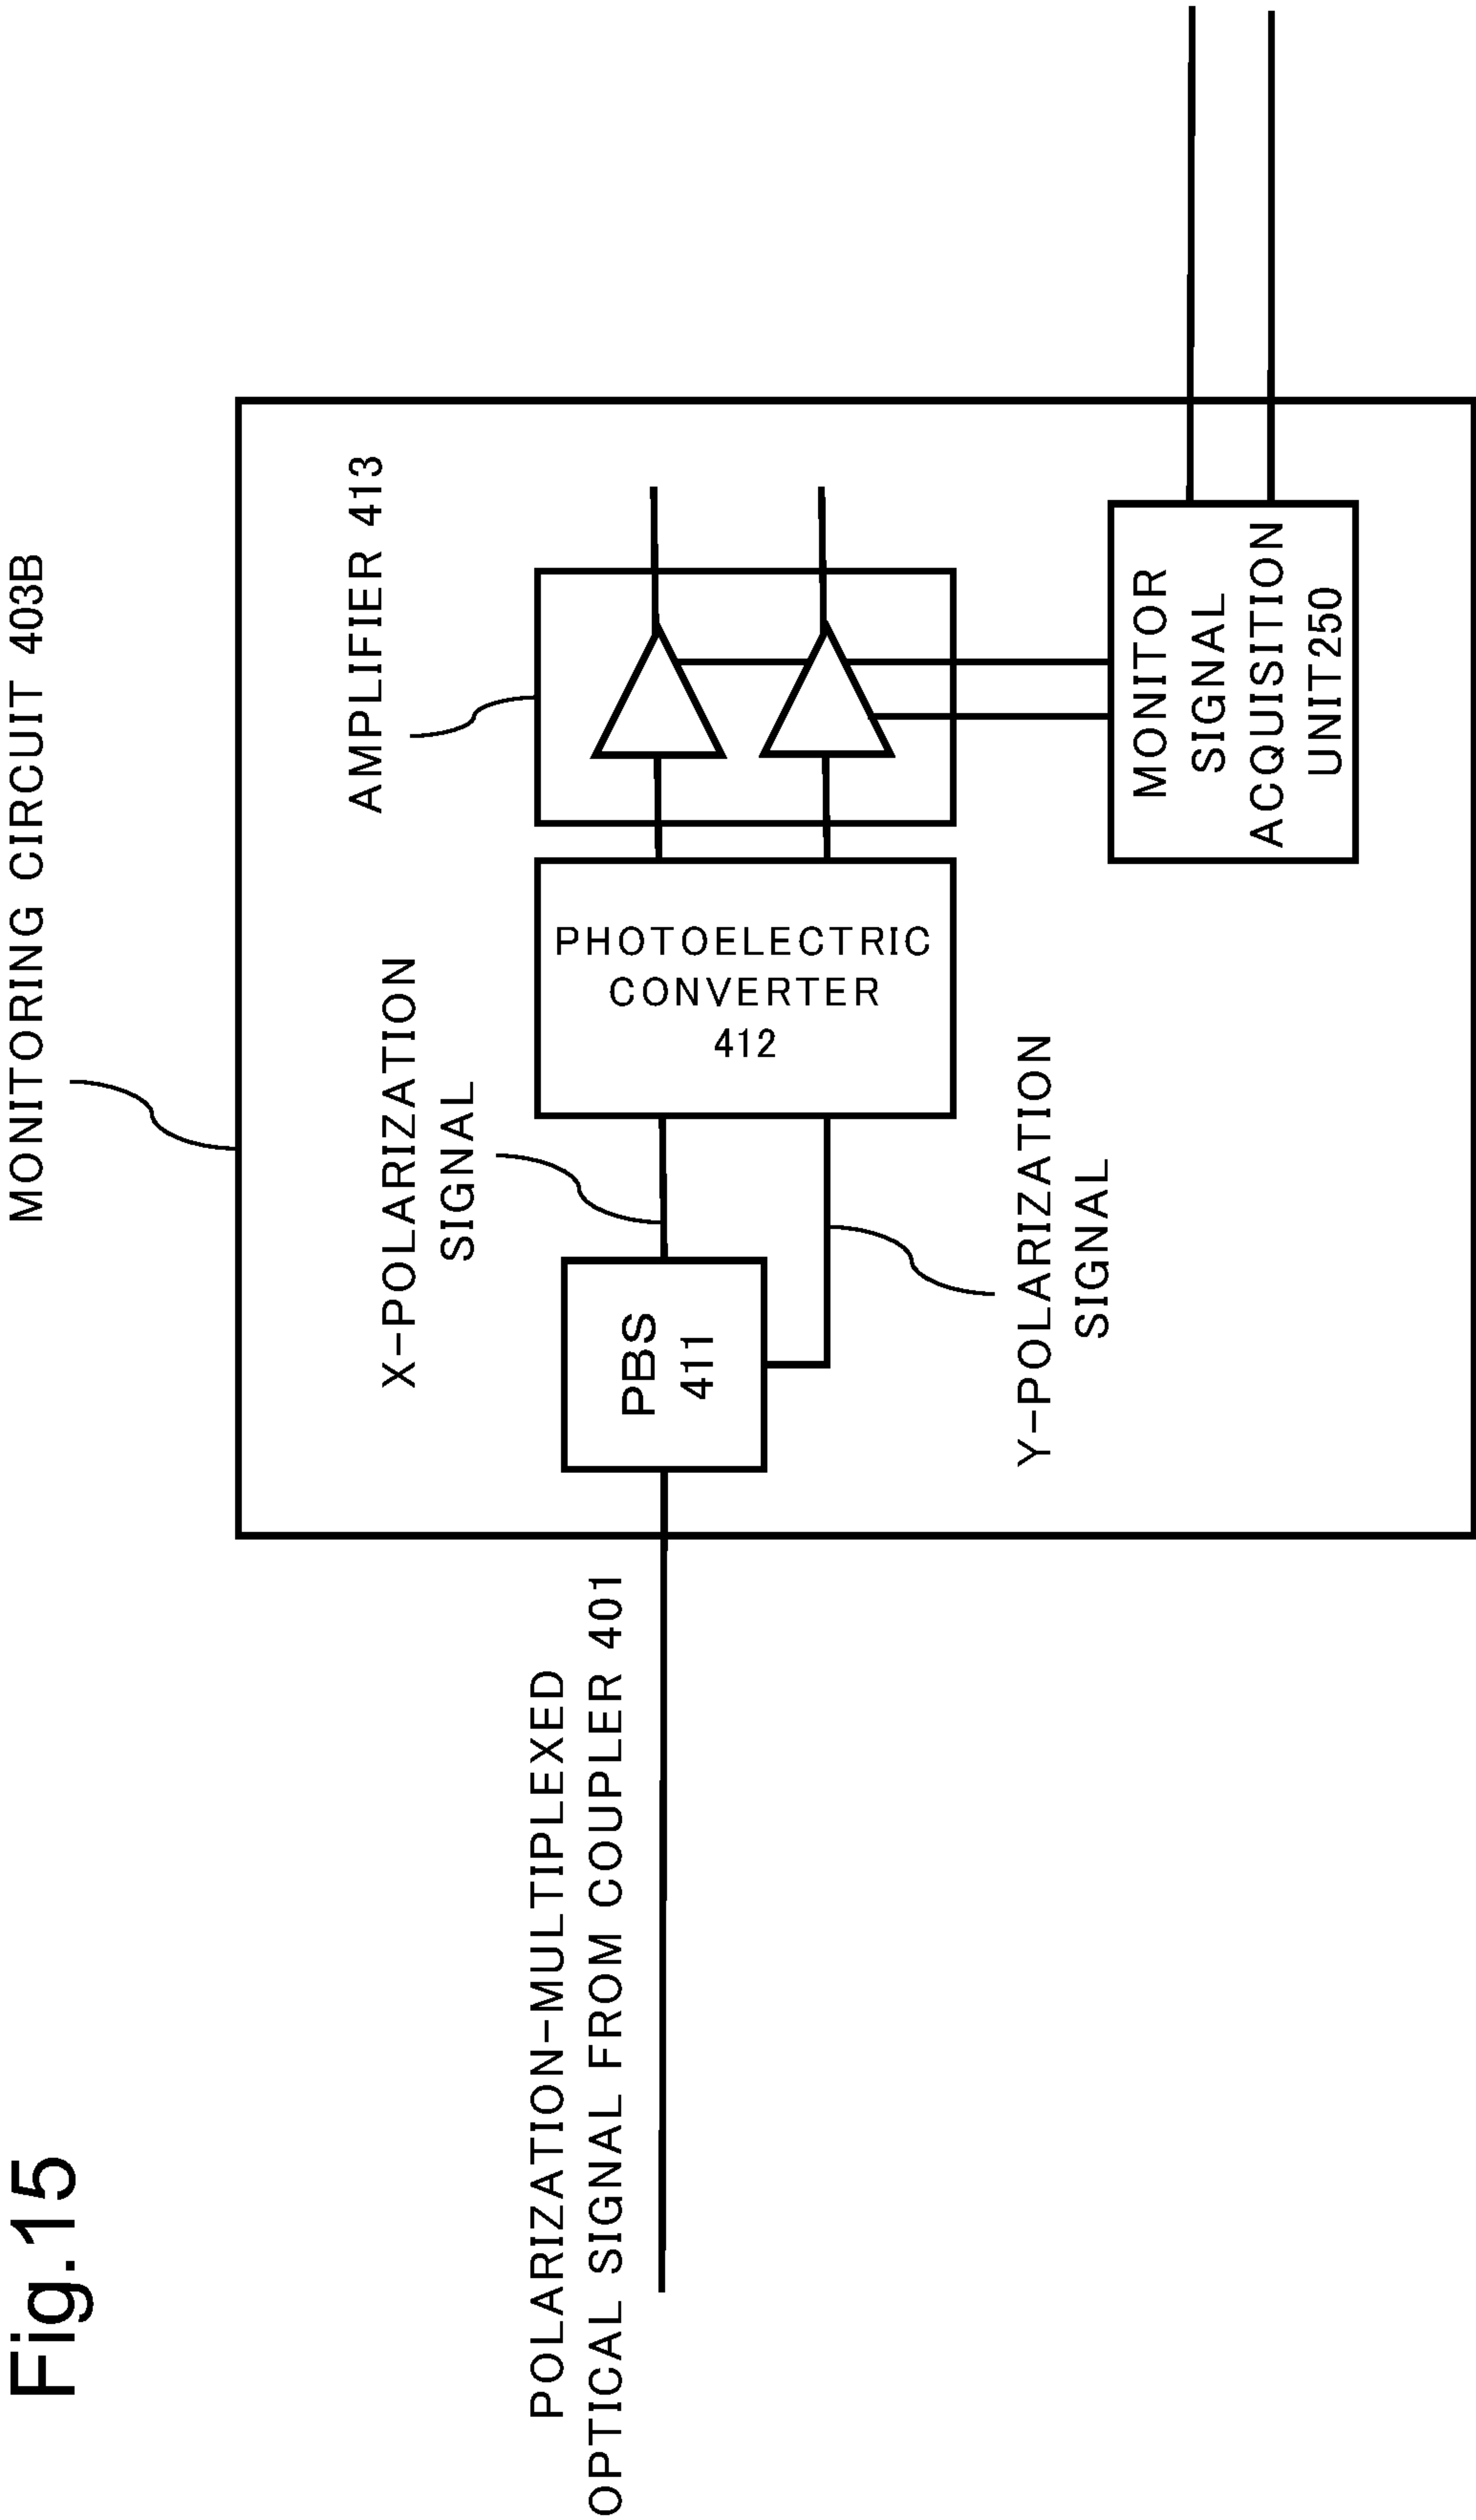 Fig.15
MONITORING CIRCUIT 403B
POLARIZATION-MULTIPLEXED
OPTICAL SIGNAL FROM COUPLER 401
X-POLARIZATION
SIGNAL
AMPLIFIER 413
PBS
411
PHOTOELECTRIC
CONVERTER
412
Y-POLARIZATION
SIGNAL
MONITOR
SIGNAL
ACQUISITION
UNIT250